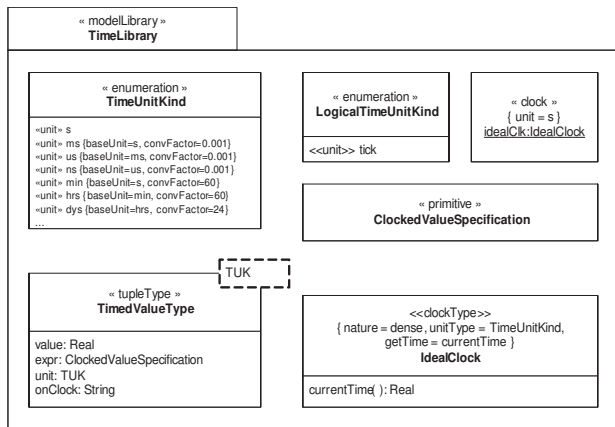 « modelLibrary »
TimeLibrary
« enumeration »
TimeUnitKind
«unit» s
«unit» ms {baseUnit=s, convFactor=0.001}
«unit» us {baseUnit=ms, convFactor=0.001}
«unit» ns {baseUnit=us, convFactor=0.001}
«unit» min {baseUnit=s, convFactor=60}
«unit» hrs {baseUnit=min, convFactor=60}
«unit» dys {baseUnit=hrs, convFactor=24}
...
« enumeration »
LogicalTimeUnitKind
<<unit>> tick
« clock »
{ unit = s }
idealClk:IdealClock
« primitive »
ClockedValueSpecification
TUK
« tupleType »
TimedValueType
value: Real
expr: ClockedValueSpecification
unit: TUK
onClock: String
<<clockType>>
{ nature = dense, unitType = TimeUnitKind,
getTime = currentTime }
IdealClock
currentTime( ): Real